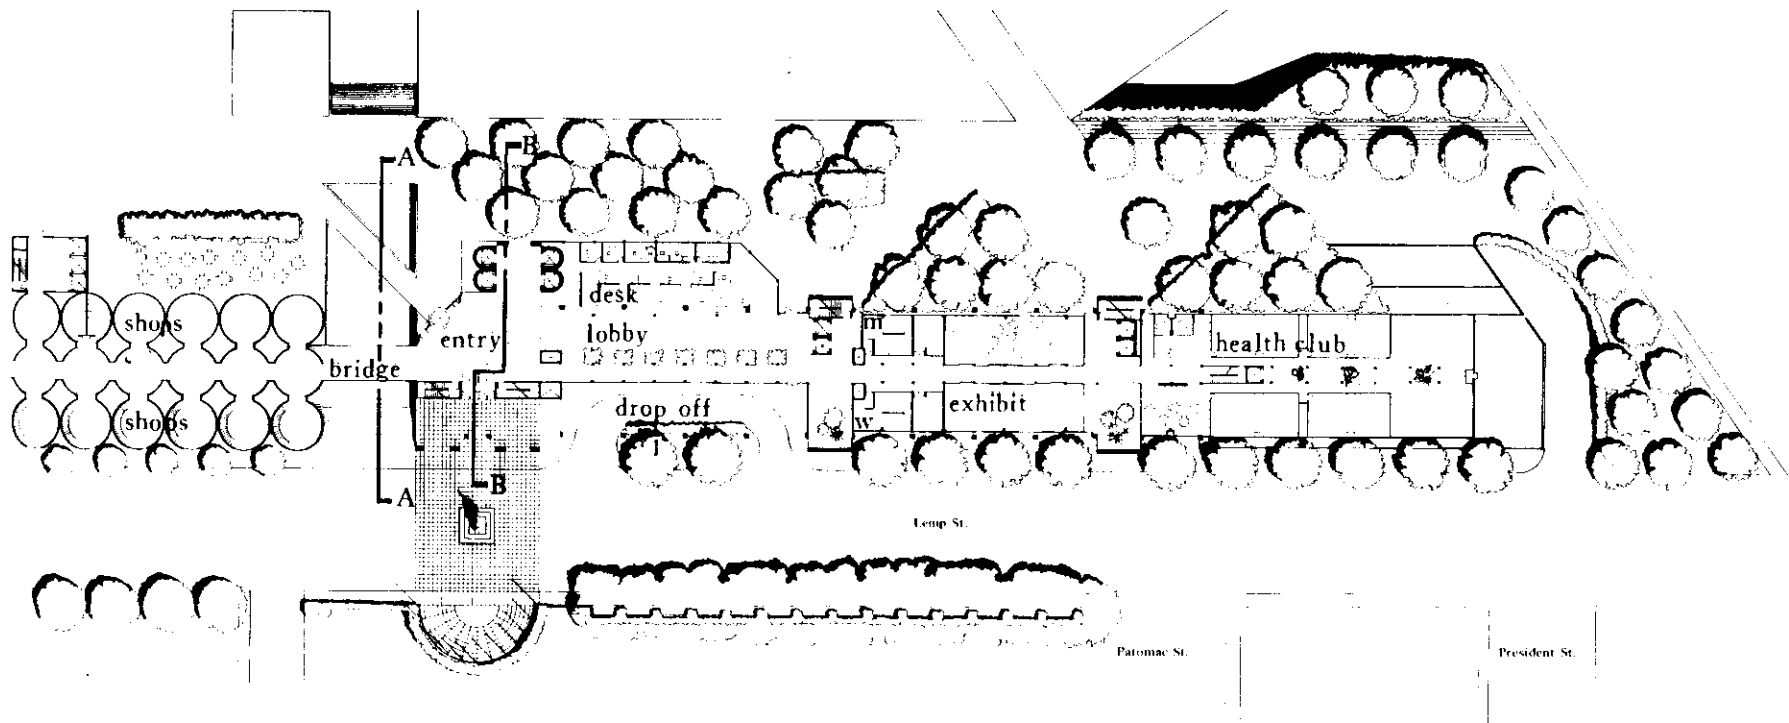 A
B
shops
desk
entry
lobby
m
health club
bridge
shops
drop off
exhibit
w
B
A
Lemp St.
Patomac St.
President St.